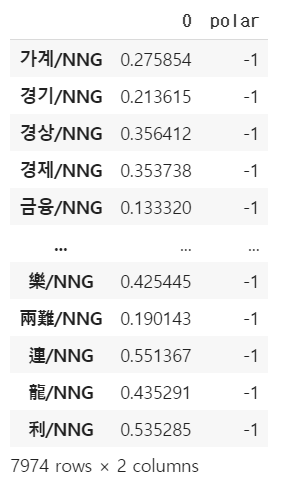 0 polar
가계/NNG 0.275854 -1
경기/NNG 0.213615 -1
경상/NNG 0.356412 -1
경제/NNG 0.353738 -1
금융/NNG 0.133320 -1
... ... ...
樂/NNG 0.425445 -1
兩難/NNG 0.190143 -1
連/NNG 0.551367 -1
龍/NNG 0.435291 -1
利/NNG 0.535285 -1
7974 rows × 2 columns